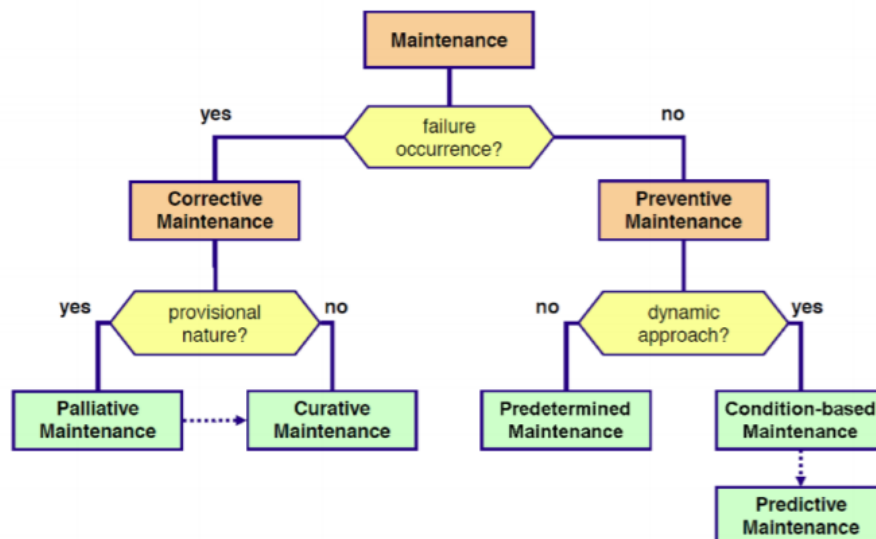 Maintenance
yes
no
failure
occurrence?
Corrective
Maintenance
Preventive
Maintenance
yes
provisional
nature?
no
no
dynamic
approach?
yes
Palliative
Maintenance
Curative
Maintenance
Predetermined
Maintenance
Condition-based
Maintenance
Predictive
Maintenance